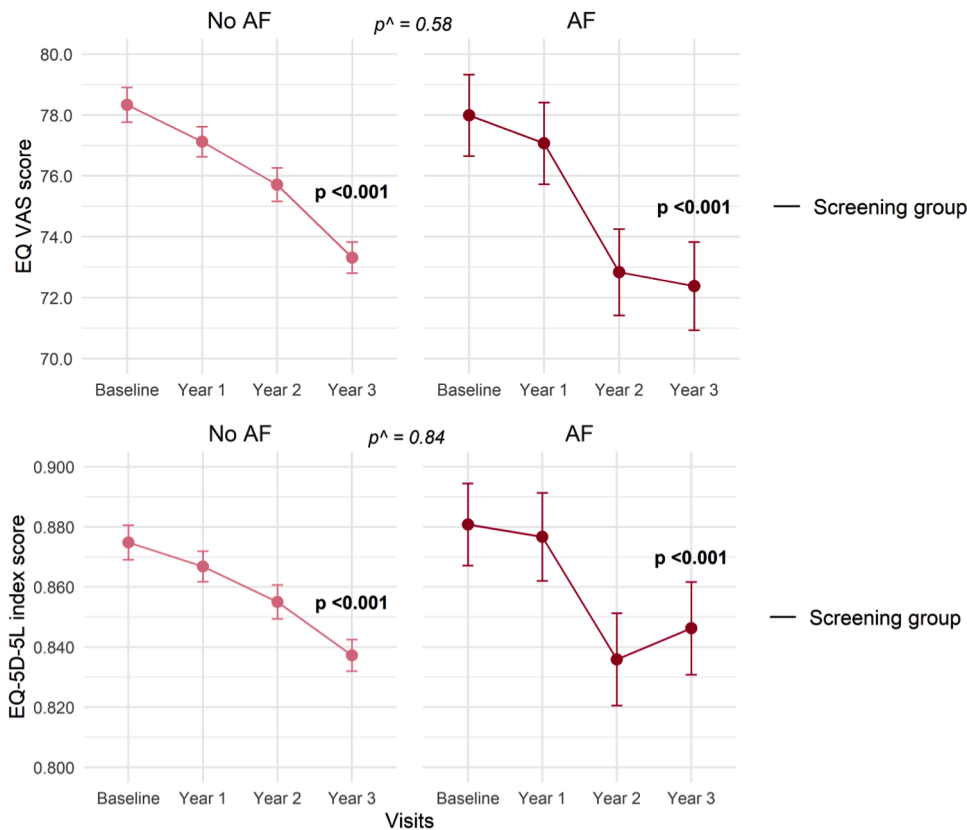 No AF
p^ = 0.58
AF
80.0
78.0
76.0
74.0
72.0
70.0
EQ VAS score
p <0.001
p <0.001
Screening group
Baseline Year 1 Year 2 Year 3
Baseline Year 1 Year 2 Year 3
No AF
p^ = 0.84
AF
0.900
0.880
0.860
0.840
0.820
0.800
EQ-5D-5L index score
p <0.001
p <0.001
Screening group
Baseline Year 1 Year 2 Year 3
Baseline Year 1 Year 2 Year 3
Visits